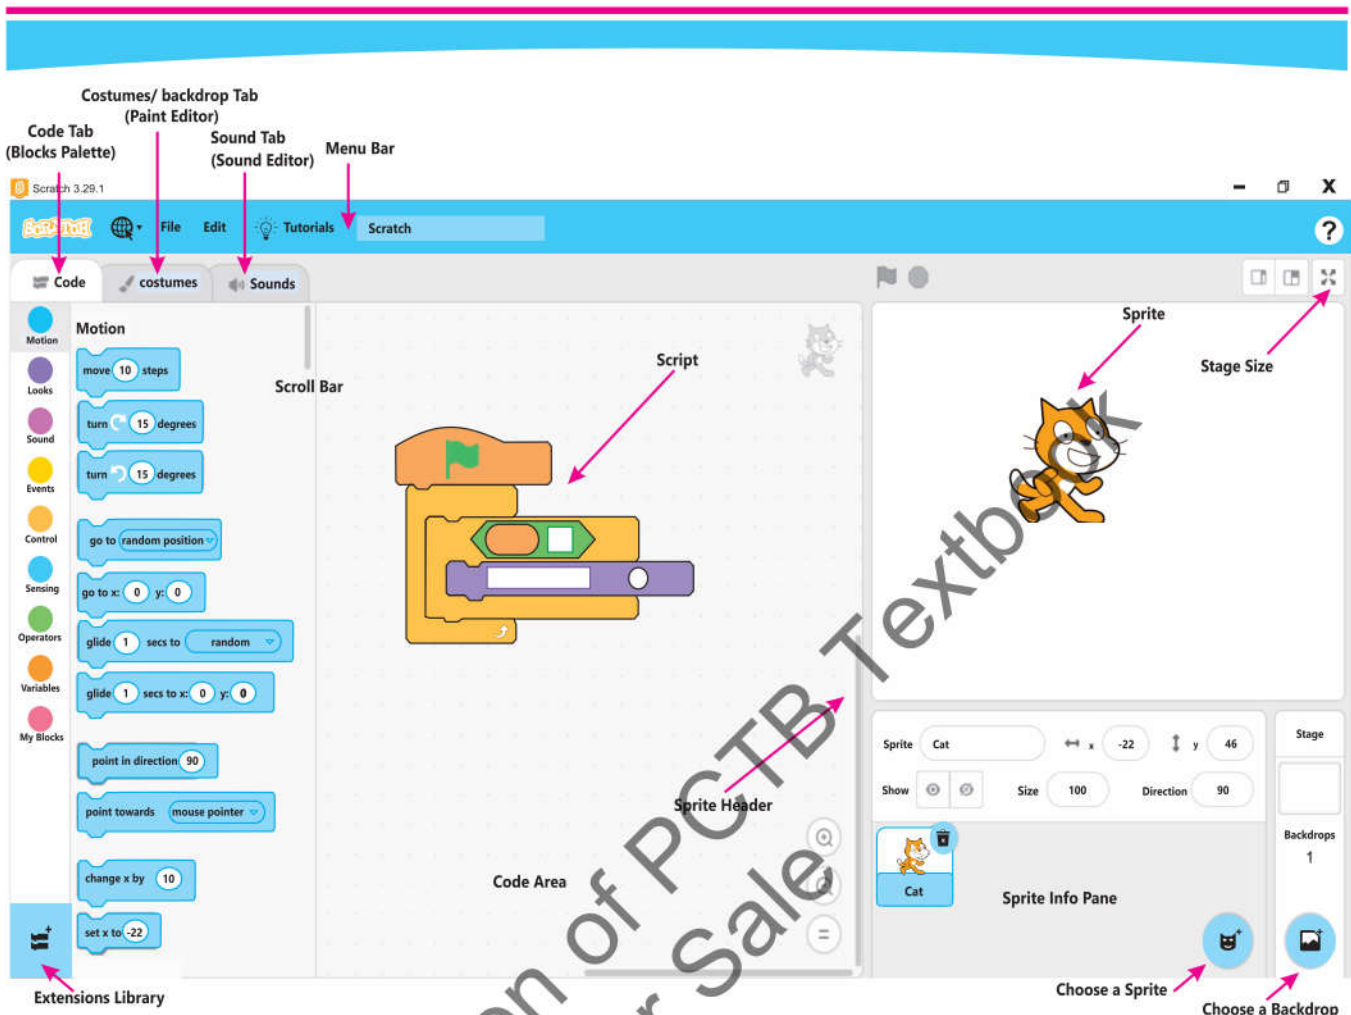 Costumes/ backdrop Tab
(Paint Editor)
Code Tab
(Blocks Palette)
Sound Tab
(Sound Editor)
Menu Bar
Scratch 3.29.1
X
SCRATCH
File
Edit
Tutorials
Scratch
?
Code
costumes
Sounds
Motion
Looks
Sound
Events
Control
Sensing
Operators
Variables
My Blocks
Motion
move 10 steps
turn 15 degrees
turn 15 degrees
go to random position
go to x: 0 y: 0
glide 1 secs to random
glide 1 secs to x: 0 y: 0
point in direction 90
point towards mouse pointer
change x by 10
set x to -22
Scroll Bar
Script
Sprite
Stage Size
Sprite Header
Code Area
Sprite Cat x -22 y 46
Show Size 100 Direction 90
Cat
Sprite Info Pane
Stage
Backdrops
1
Extensions Library
Choose a Sprite
Choose a Backdrop
on of PCTB Textbook
r Sale